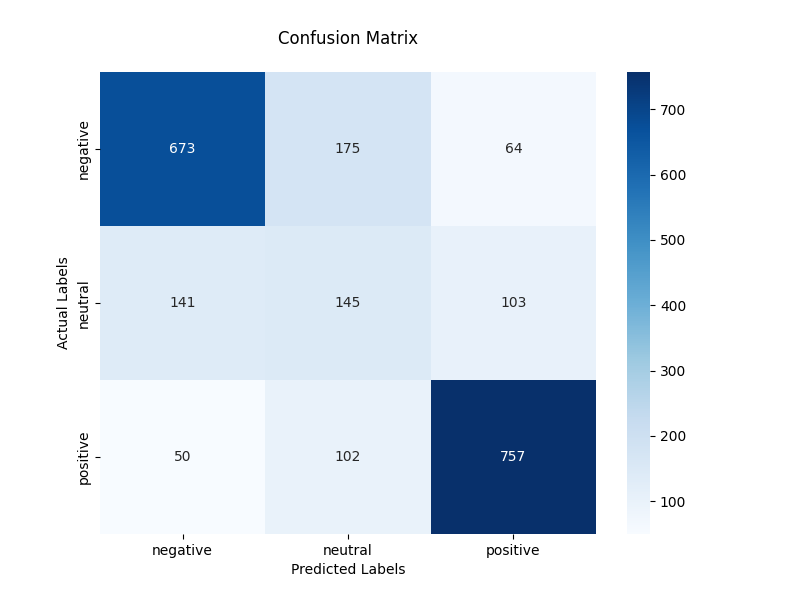 Confusion Matrix
Actual Labels
negative
673 175 64
neutral
141 145 103
positive
50 102 757
negative neutral positive
Predicted Labels
700
600
500
400
300
200
100